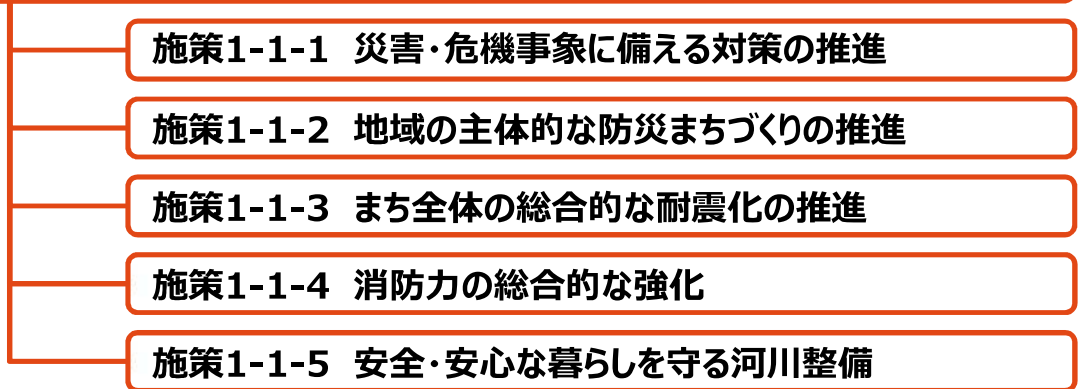 施策1-1-1 災害・危機事象に備える対策の推進
施策1-1-2 地域の主体的な防災まちづくりの推進
施策1-1-3 まち全体の総合的な耐震化の推進
施策1-1-4 消防力の総合的な強化
施策1-1-5 安全・安心な暮らしを守る河川整備